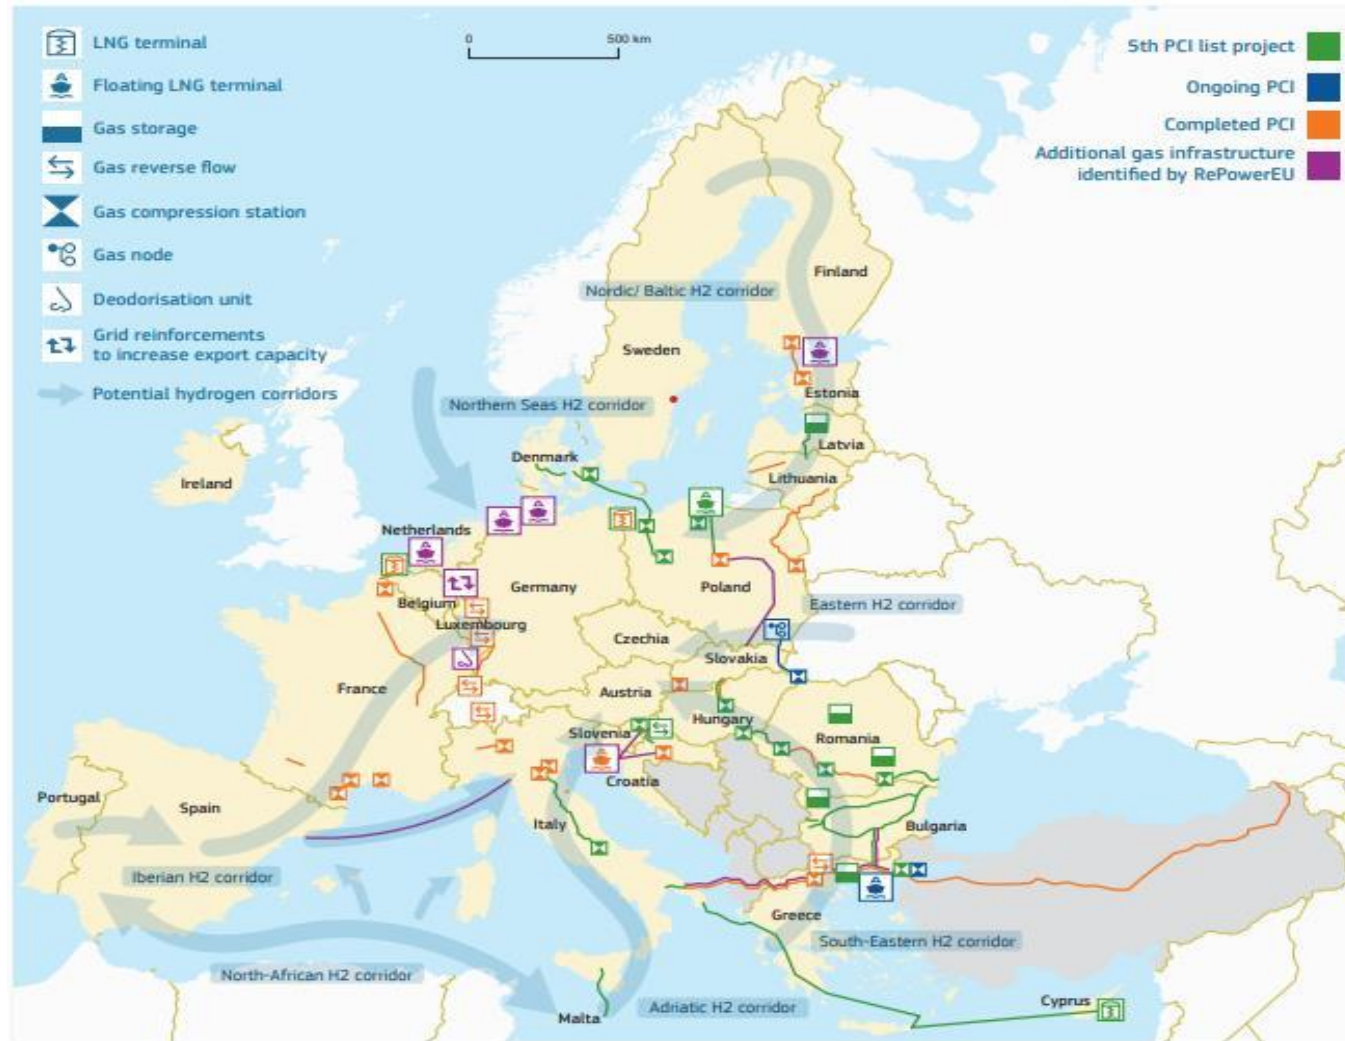 LNG terminal
Floating LNG terminal
Gas storage
Gas reverse flow
Gas compression station
Gas node
Deodorisation unit
Grid reinforcements
to increase export capacity
Potential hydrogen corridors
0
500 km
5th PCI list project
Ongoing PCI
Completed PCI
Additional gas infrastructure
identified by RePowerEU
Finland
Nordic/ Baltic H2 corridor
Sweden
Estonia
Northern Seas H2 corridor
Latvia
Denmark
Lithuania
Ireland
Netherlands
Germany
Poland
Belgium
Eastern H2 corridor
Luxembourg
Czechia
Slovakia
France
Austria
Hungary
Slovenia
Romania
Croatia
Portugal
Spain
Italy
Bulgaria
Iberian H2 corridor
Greece
South-Eastern H2 corridor
North-African H2 corridor
Cyprus
Adriatic H2 corridor
Malta